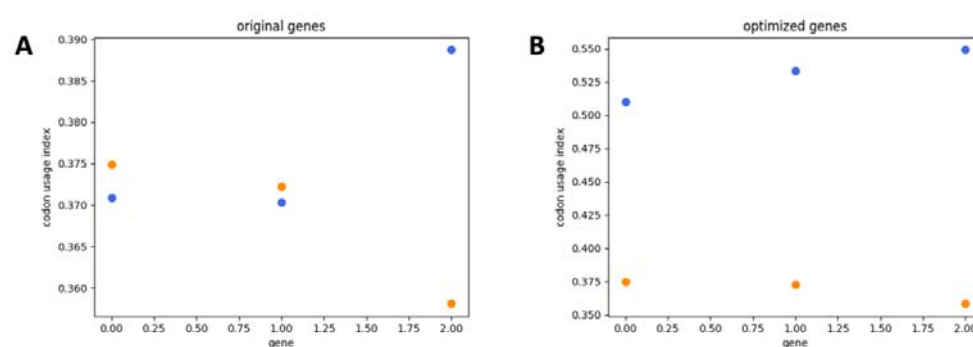 A
original genes
codon usage index
0.390
0.385
0.380
0.375
0.370
0.365
0.360
0.00 0.25 0.50 0.75 1.00 1.25 1.50 1.75 2.00
gene
B
optimized genes
codon usage index
0.550
0.525
0.500
0.475
0.450
0.425
0.400
0.375
0.350
0.00 0.25 0.50 0.75 1.00 1.25 1.50 1.75 2.00
gene